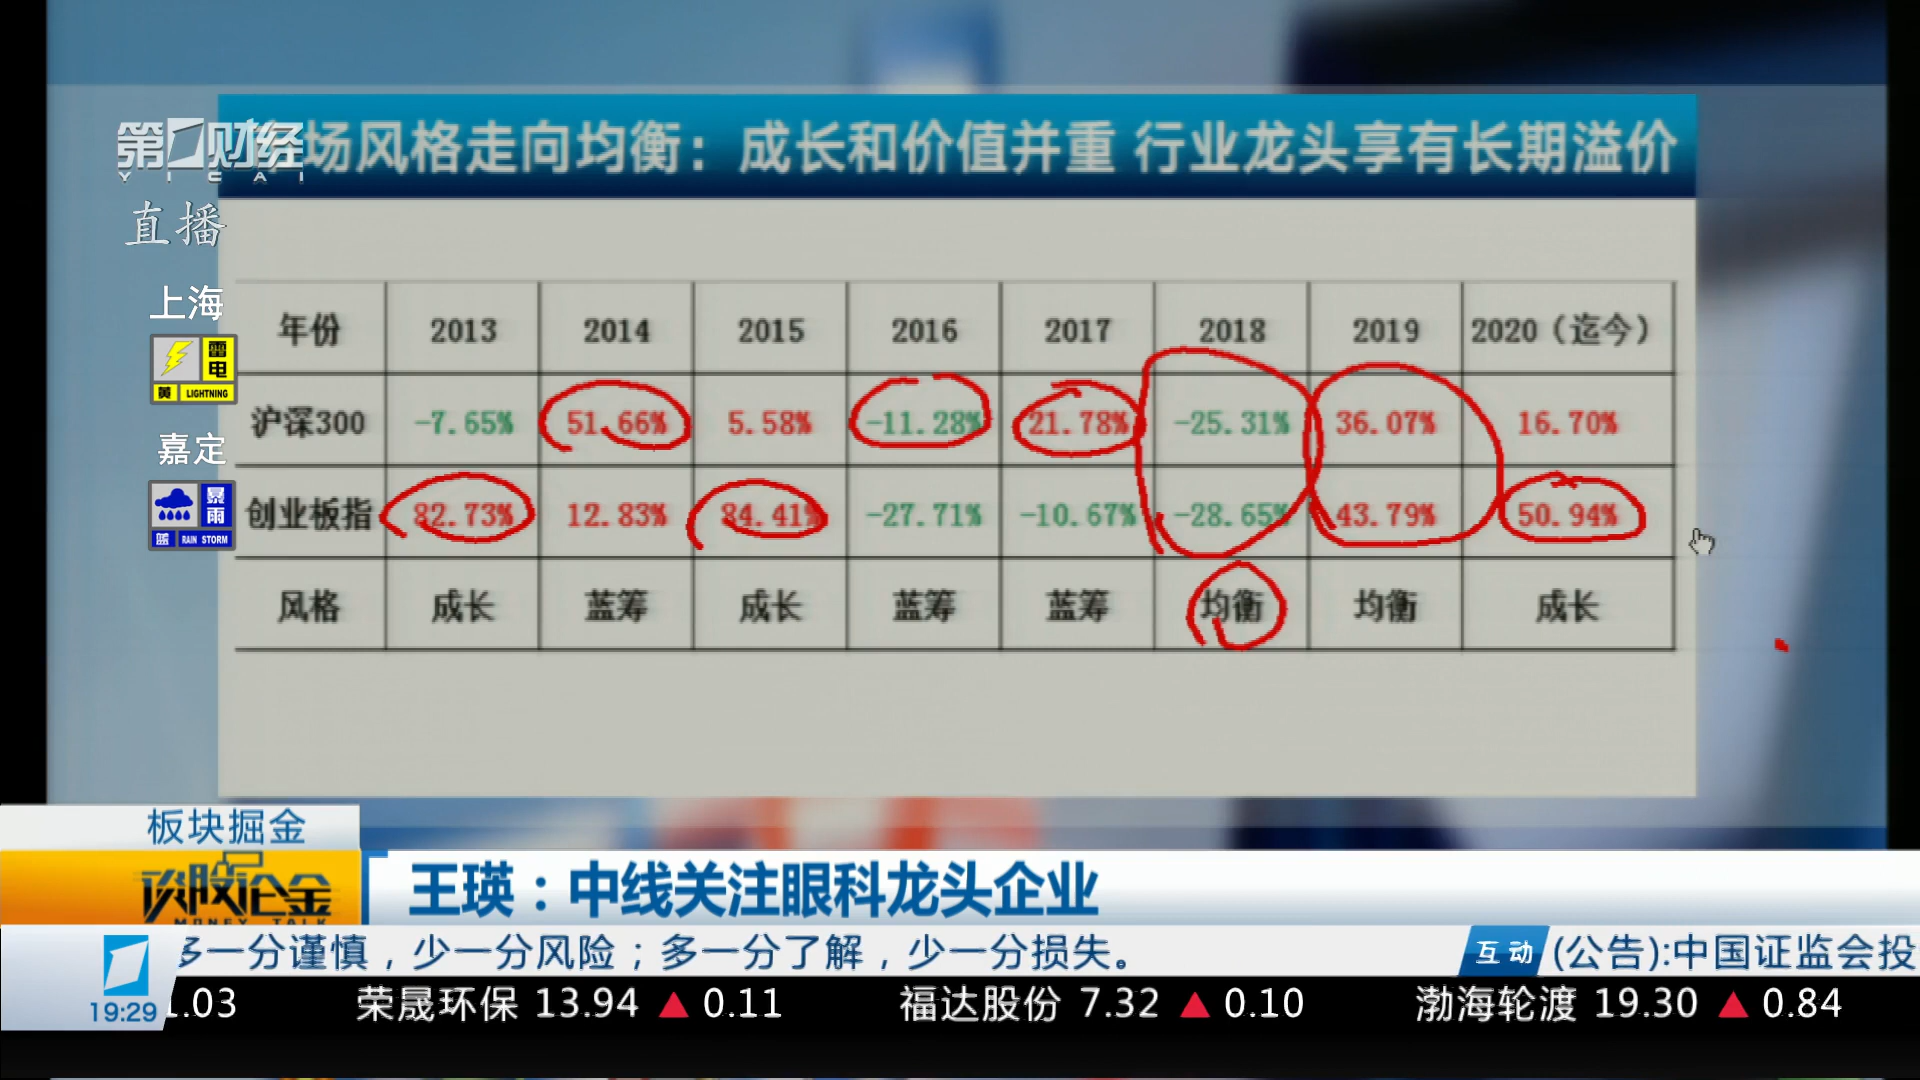 第1财经
YICAI
直播
场风格走向均衡：成长和价值并重 行业龙头享有长期溢价
上海
雷电
黄 LIGHTNING
嘉定
暴雨
蓝 RAIN STORM
年份 2013 2014 2015 2016 2017 2018 2019 2020（迄今）
沪深300 -7.65% 51.66% 5.58% -11.28% 21.78% -25.31% 36.07% 16.70%
创业板指 82.73% 12.83% 84.41% -27.71% -10.67% -28.65% 43.79% 50.94%
风格 成长 蓝筹 成长 蓝筹 蓝筹 均衡 均衡 成长
板块掘金
谈股论金
MONEY TALK
王瑛：中线关注眼科龙头企业
多一分谨慎，少一分风险；多一分了解，少一分损失。 互动 (公告):中国证监会投
19:29
1.03 荣晟环保 13.94 ▲ 0.11 福达股份 7.32 ▲ 0.10 渤海轮渡 19.30 ▲ 0.84